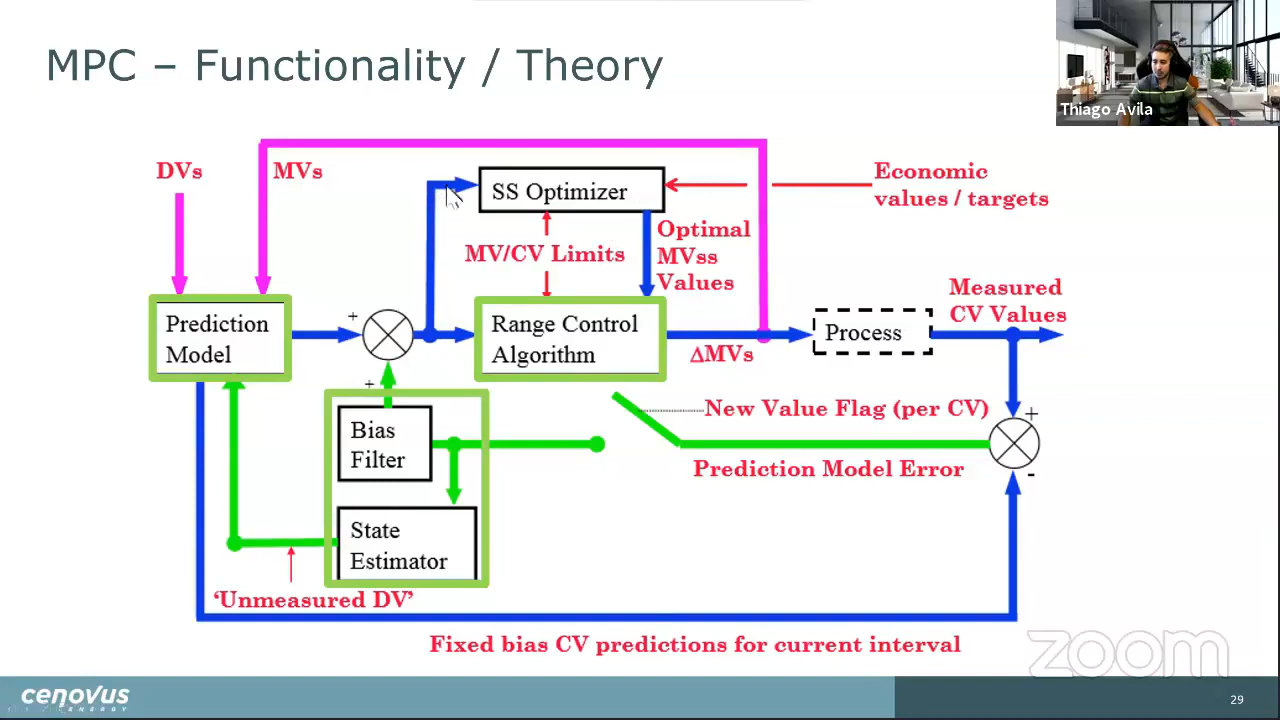 MPC – Functionality / Theory
Thiago Avila
DVs
MVs
SS Optimizer
Economic
values / targets
MV/CV Limits
Optimal
MVss
Values
Prediction
Model
+
Range Control
Algorithm
ΔMVs
Process
Measured
CV Values
+
Bias
Filter
New Value Flag (per CV)
+
Prediction Model Error
-
State
Estimator
‘Unmeasured DV’
Fixed bias CV predictions for current interval
zoom
cenovus
ENERGY
29